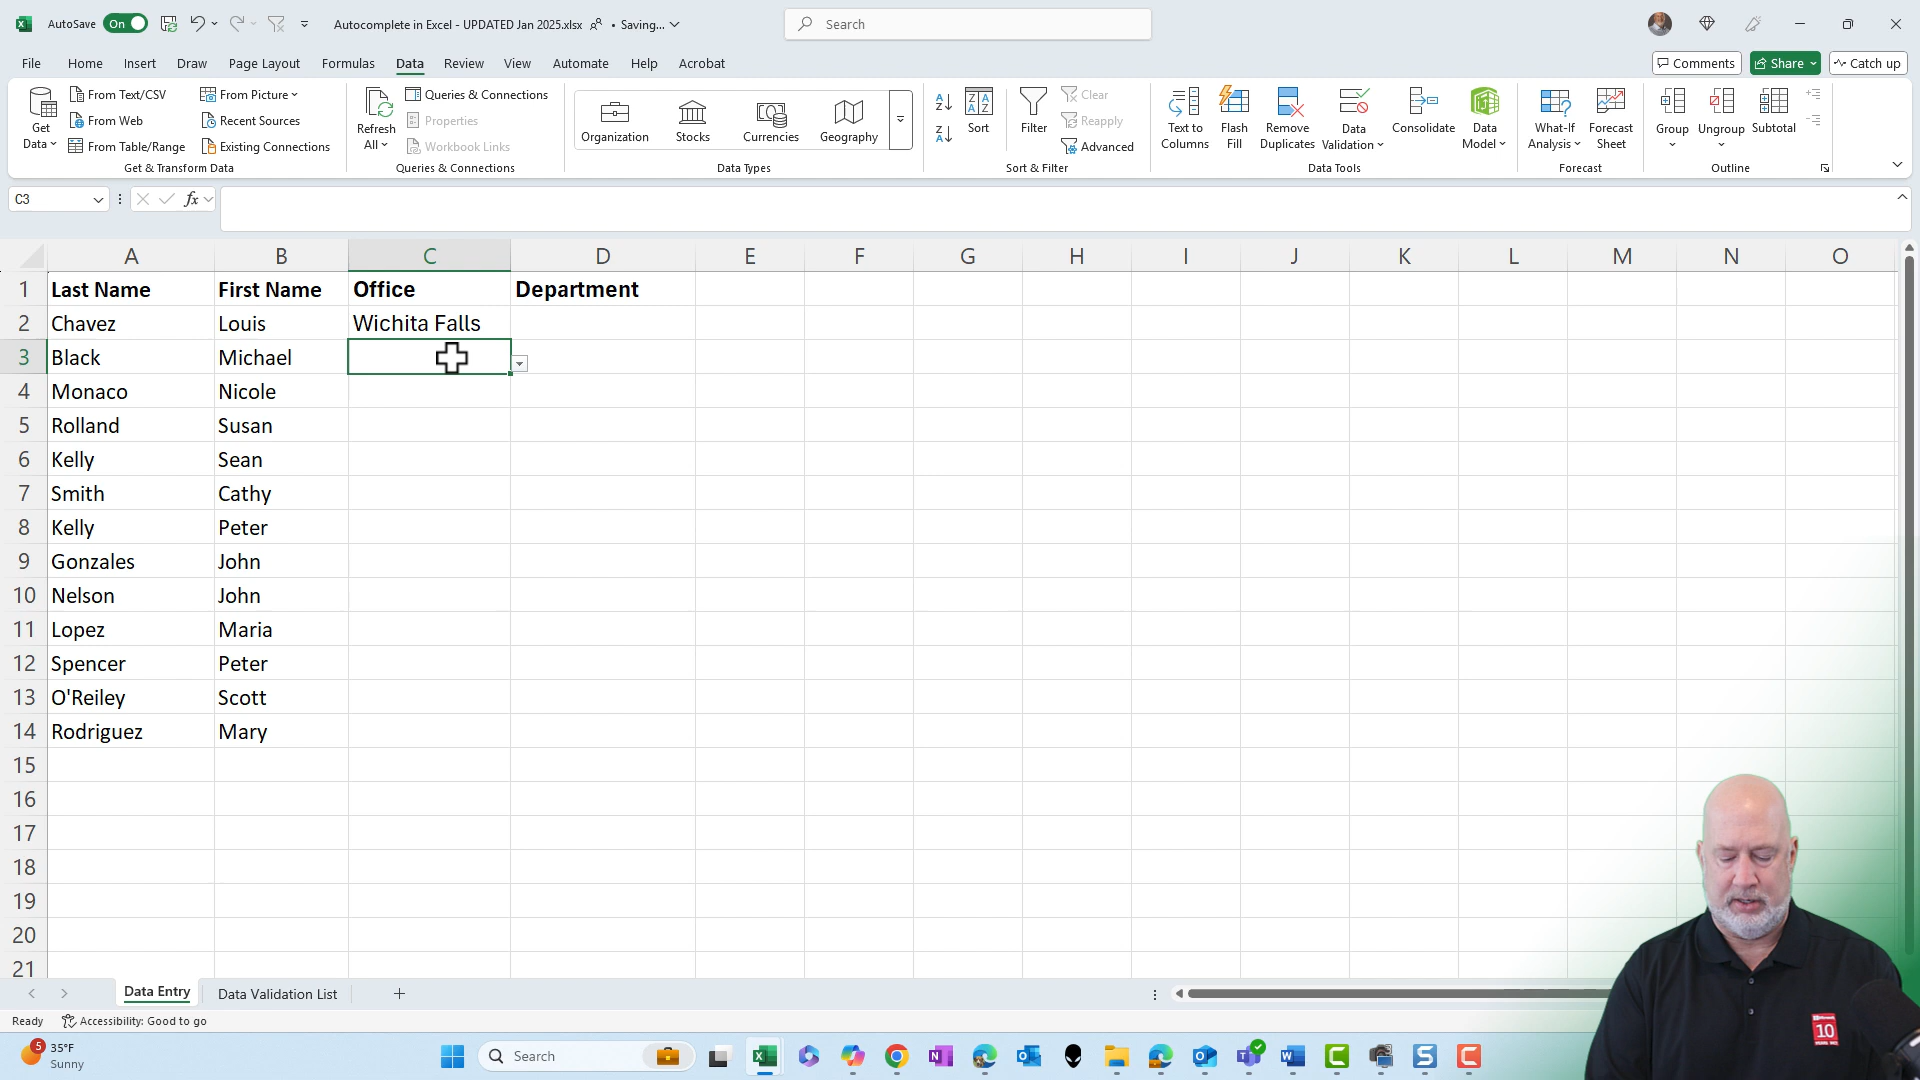 AutoSave On Autocomplete in Excel - UPDATED Jan 2025.xlsx • Saving... Search
File Home Insert Draw Page Layout Formulas Data Review View Automate Help Acrobat Comments Share Catch up
Get Data From Text/CSV From Web From Table/Range From Picture Recent Sources Existing Connections
Get & Transform Data
Refresh All Queries & Connections Properties Workbook Links
Queries & Connections
Organization Stocks Currencies Geography
Data Types
Sort Filter Clear Reapply Advanced
Sort & Filter
Text to Columns Flash Fill Remove Duplicates Data Validation Consolidate Data Model
Data Tools
What-If Analysis Forecast Sheet
Forecast
Group Ungroup Subtotal
Outline
C3 fx
A B C D E F G H I J K L M N O
1 Last Name First Name Office Department
2 Chavez Louis Wichita Falls
3 Black Michael
4 Monaco Nicole
5 Rolland Susan
6 Kelly Sean
7 Smith Cathy
8 Kelly Peter
9 Gonzales John
10 Nelson John
11 Lopez Maria
12 Spencer Peter
13 O'Reiley Scott
14 Rodriguez Mary
15
16
17
18
19
20
21
Data Entry Data Validation List
Ready Accessibility: Good to go
5 35°F
Sunny
Search
10